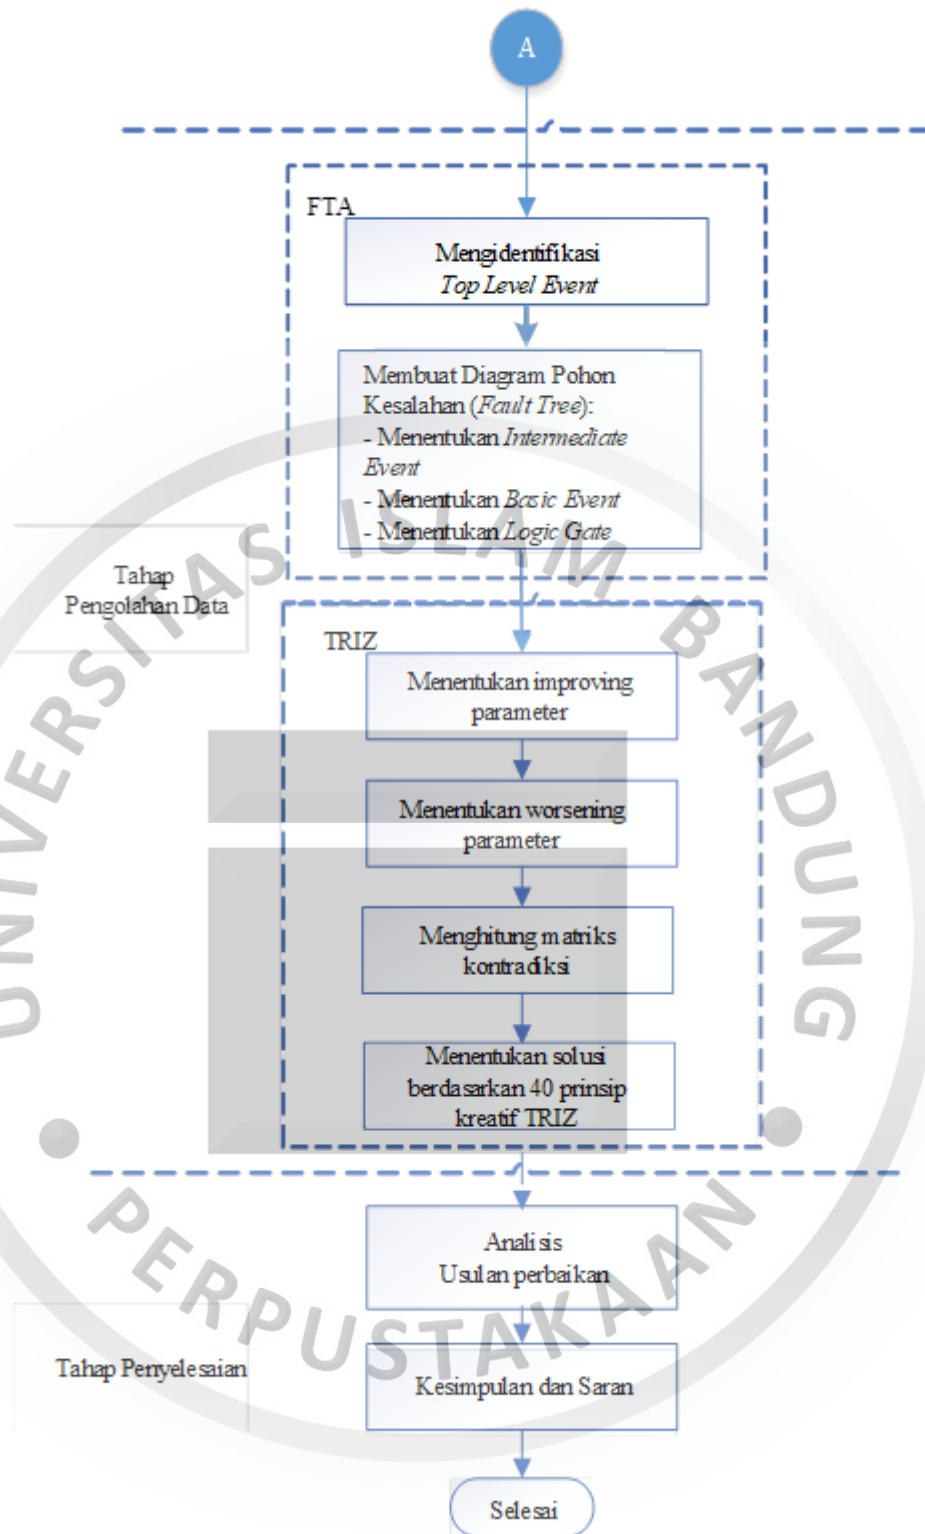 A
FTA
Mengidentifikasi
Top Level Event
Membuat Diagram Pohon
Kesalahan (Fault Tree):
- Menentukan Intermediate
Event
- Menentukan Basic Event
- Menentukan Logic Gate
Tahap
Pengolahan Data
TRIZ
Menentukan improving
parameter
Menentukan worsening
parameter
Menghitung matriks
kontradiksi
Menentukan solusi
berdasarkan 40 prinsip
kreatif TRIZ
Analisis
Usulan perbaikan
Tahap Penyelesaian
Kesimpulan dan Saran
Selesai
UNIVERSITAS ISLAM BANDUNG
PERPUSTAKAAN